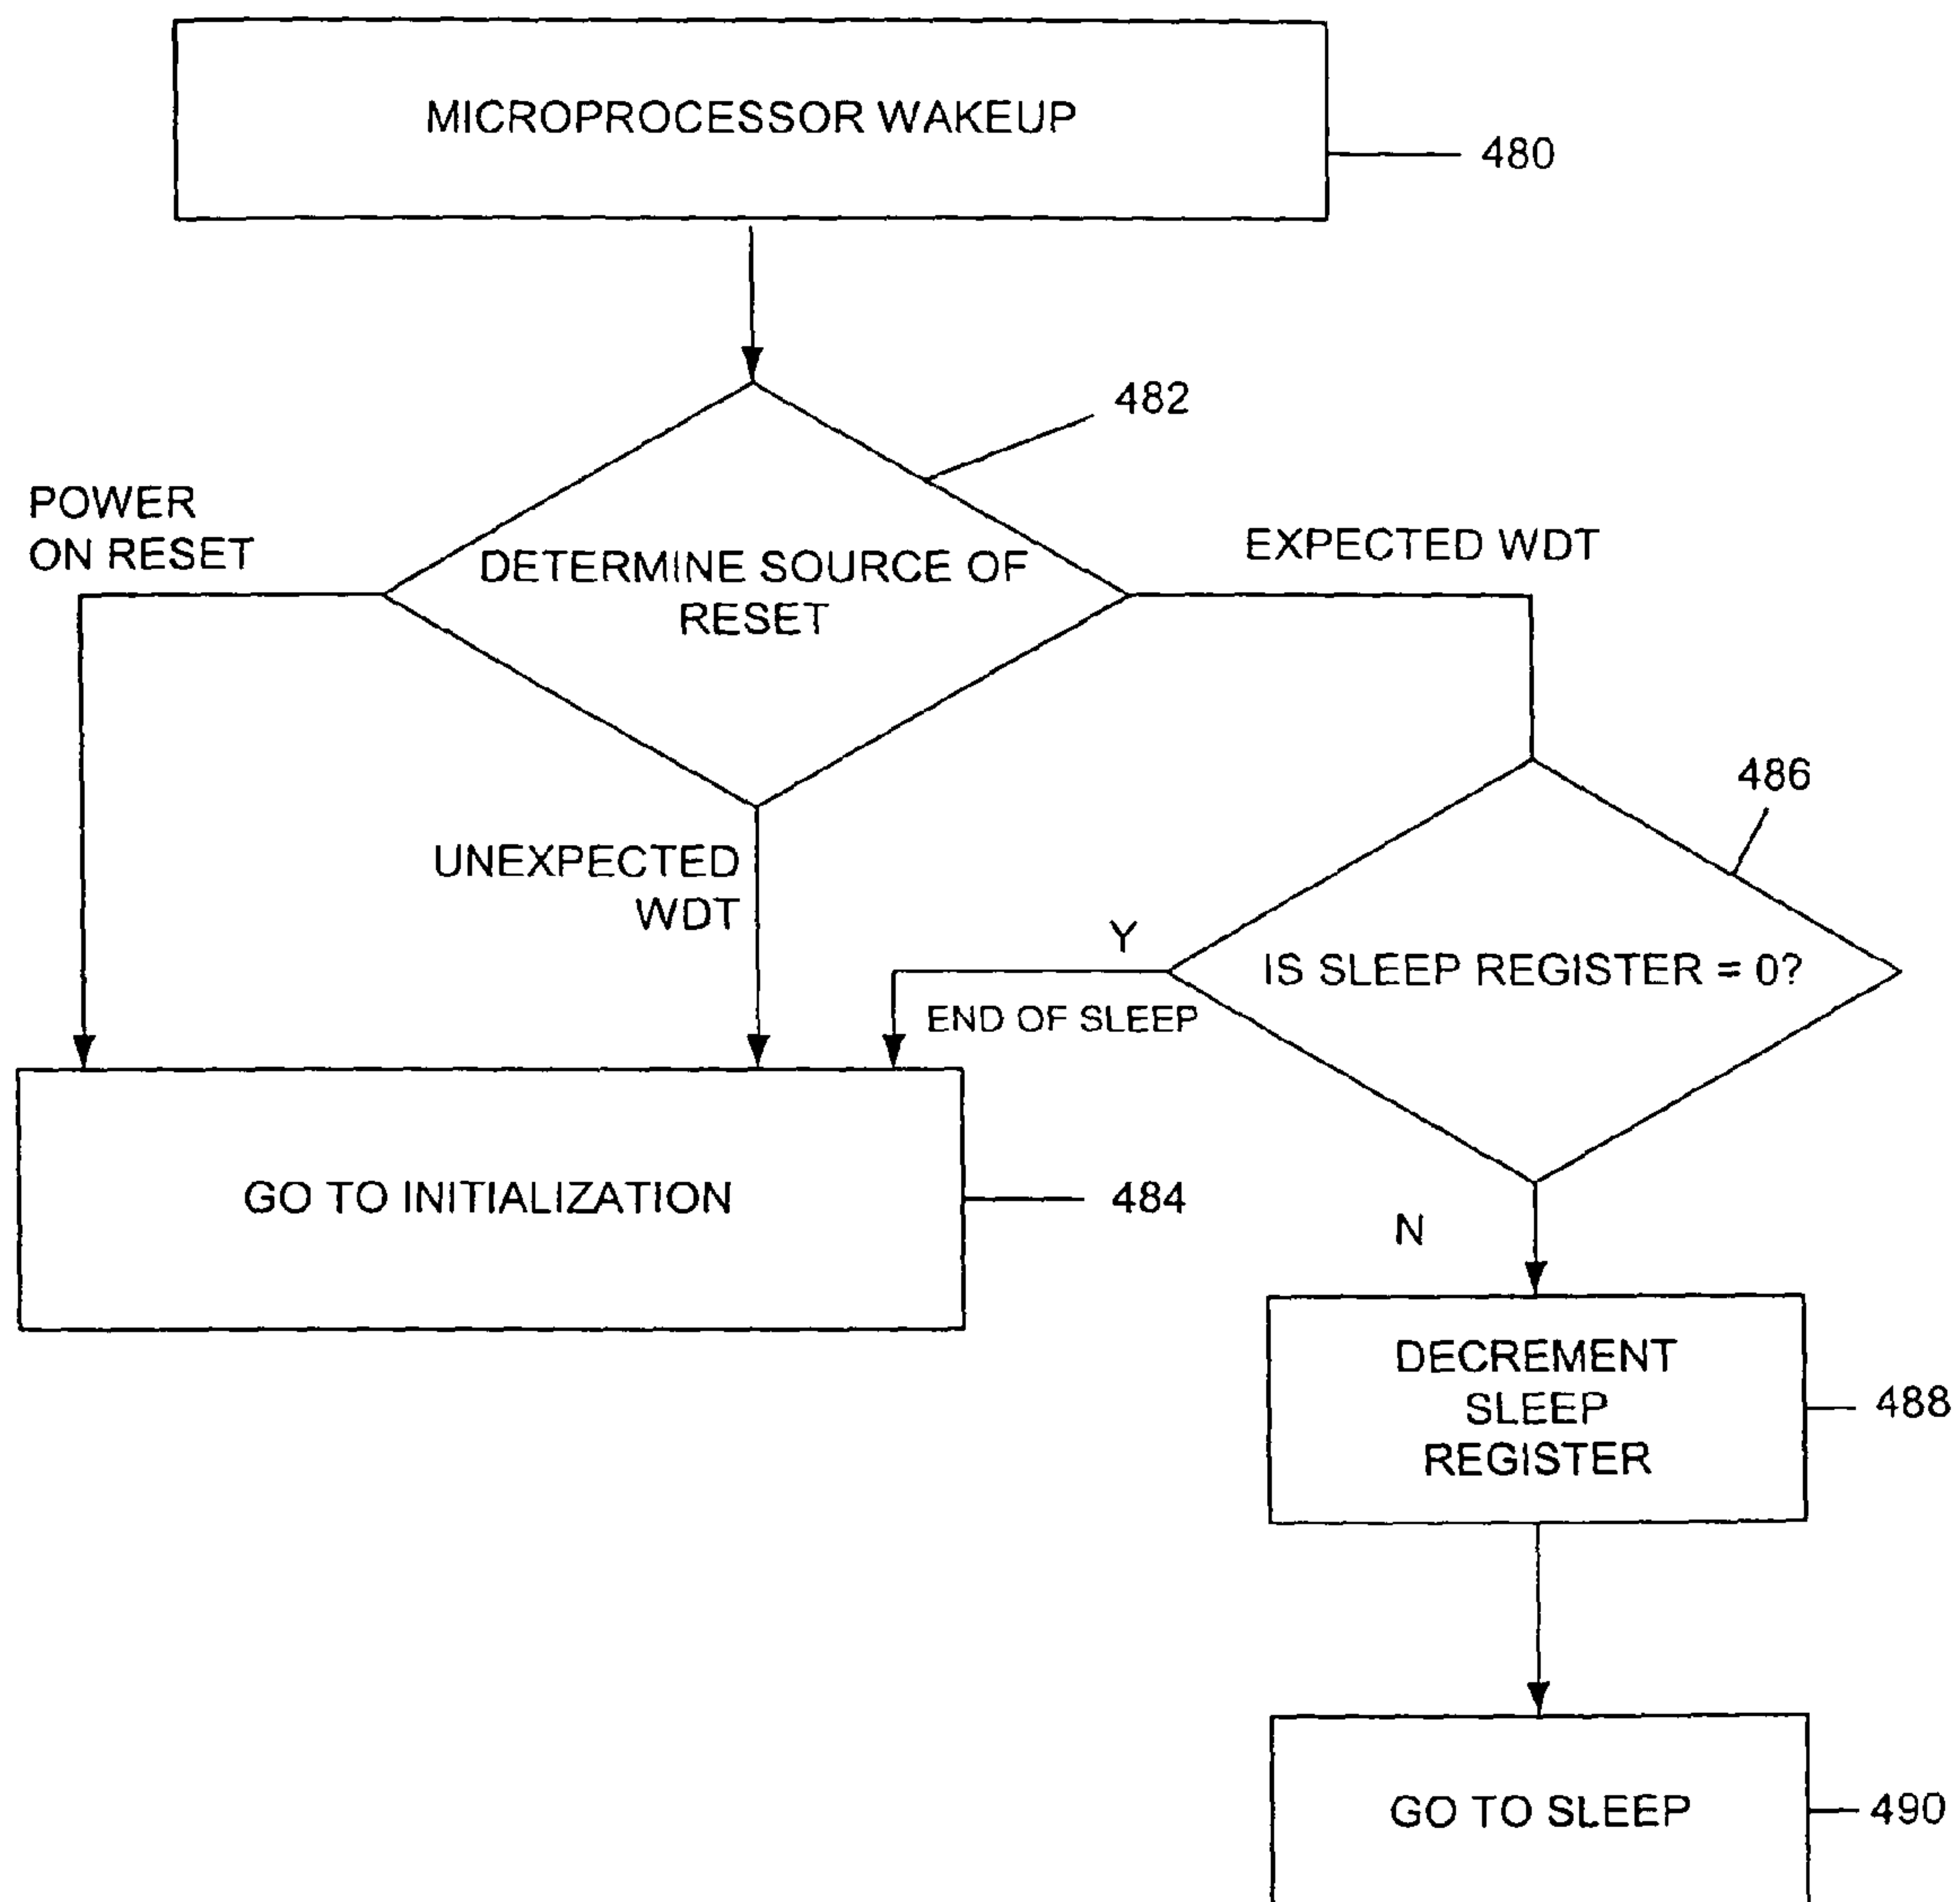 MICROPROCESSOR WAKEUP
480
482
POWER
ON RESET
DETERMINE SOURCE OF
RESET
EXPECTED WDT
486
UNEXPECTED
WDT
Y
IS SLEEP REGISTER = 0?
END OF SLEEP
GO TO INITIALIZATION
484
N
DECREMENT
SLEEP
REGISTER
488
GO TO SLEEP
490